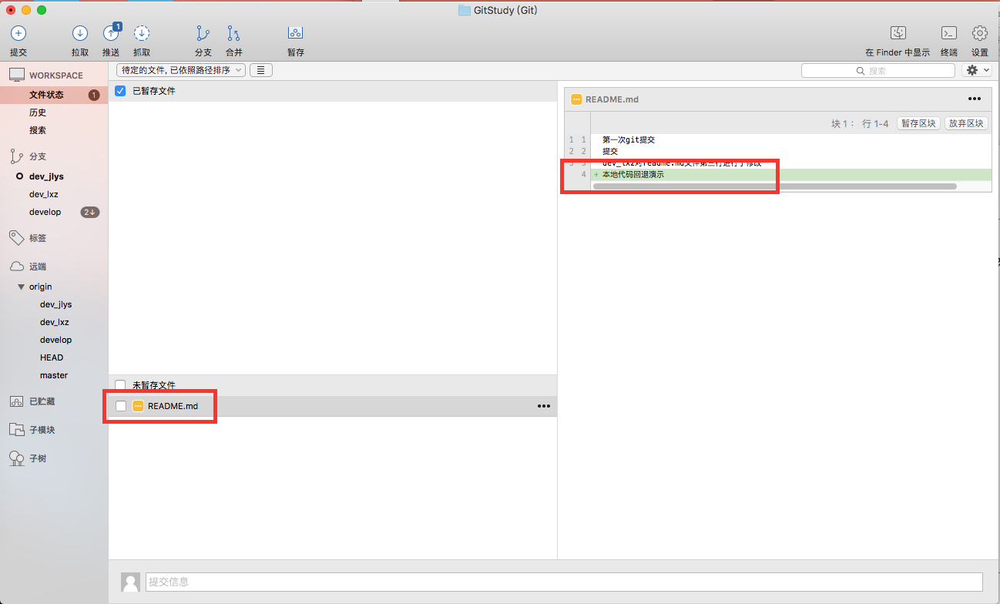 GitStudy (Git)
1
提交 拉取 推送 抓取 分支 合并 暂存 在 Finder 中显示 终端 设置
待定的文件, 已依照路径排序
搜索
WORKSPACE
文件状态 1
历史
搜索
分支
dev_jlys
dev_lxz
develop 2↓
标签
远端
origin
dev_jlys
dev_lxz
develop
HEAD
master
已贮藏
子模块
子树
已暂存文件
未暂存文件
README.md •••
README.md •••
块 1： 行 1-4 暂存区块 放弃区块
1 1 第一次git提交
2 2 提交
3 3 dev_lxz对readme.md文件第三行进行了修改
4 + 本地代码回退演示
提交信息